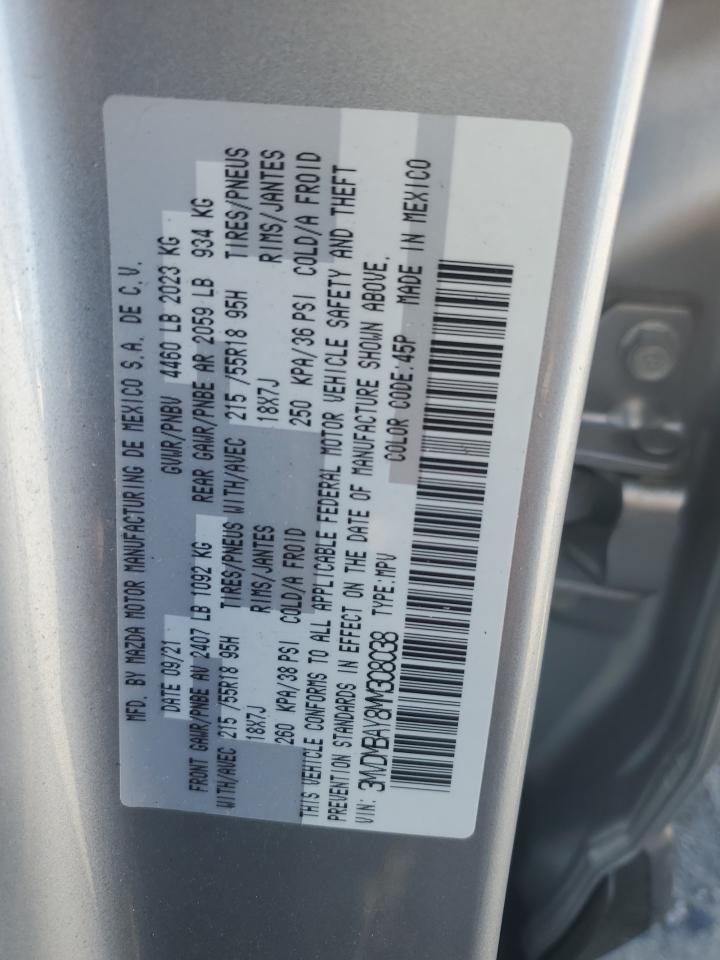 MFD. BY MAZDA MOTOR MANUFACTURING DE MEXICO S.A. DE C.V.
DATE 09/21 GVWR/PNBV 4460 LB 2023 KG
FRONT GAWR/PNBE AV 2407 LB 1092 KG REAR GAWR/PNBE AR 2059 LB 934 KG
WITH/AVEC 215 /55R18 95H TIRES/PNEUS WITH/AVEC 215 /55R18 95H TIRES/PNEUS
18X7J RIMS/JANTES 18X7J RIMS/JANTES
260 KPA/38 PSI COLD/A FROID 250 KPA/36 PSI COLD/A FROID
THIS VEHICLE CONFORMS TO ALL APPLICABLE FEDERAL MOTOR VEHICLE SAFETY AND THEFT
PREVENTION STANDARDS IN EFFECT ON THE DATE OF MANUFACTURE SHOWN ABOVE.
VIN: 3MVDMBAY8MM308038 TYPE:MPV COLOR CODE:45P MADE IN MEXICO